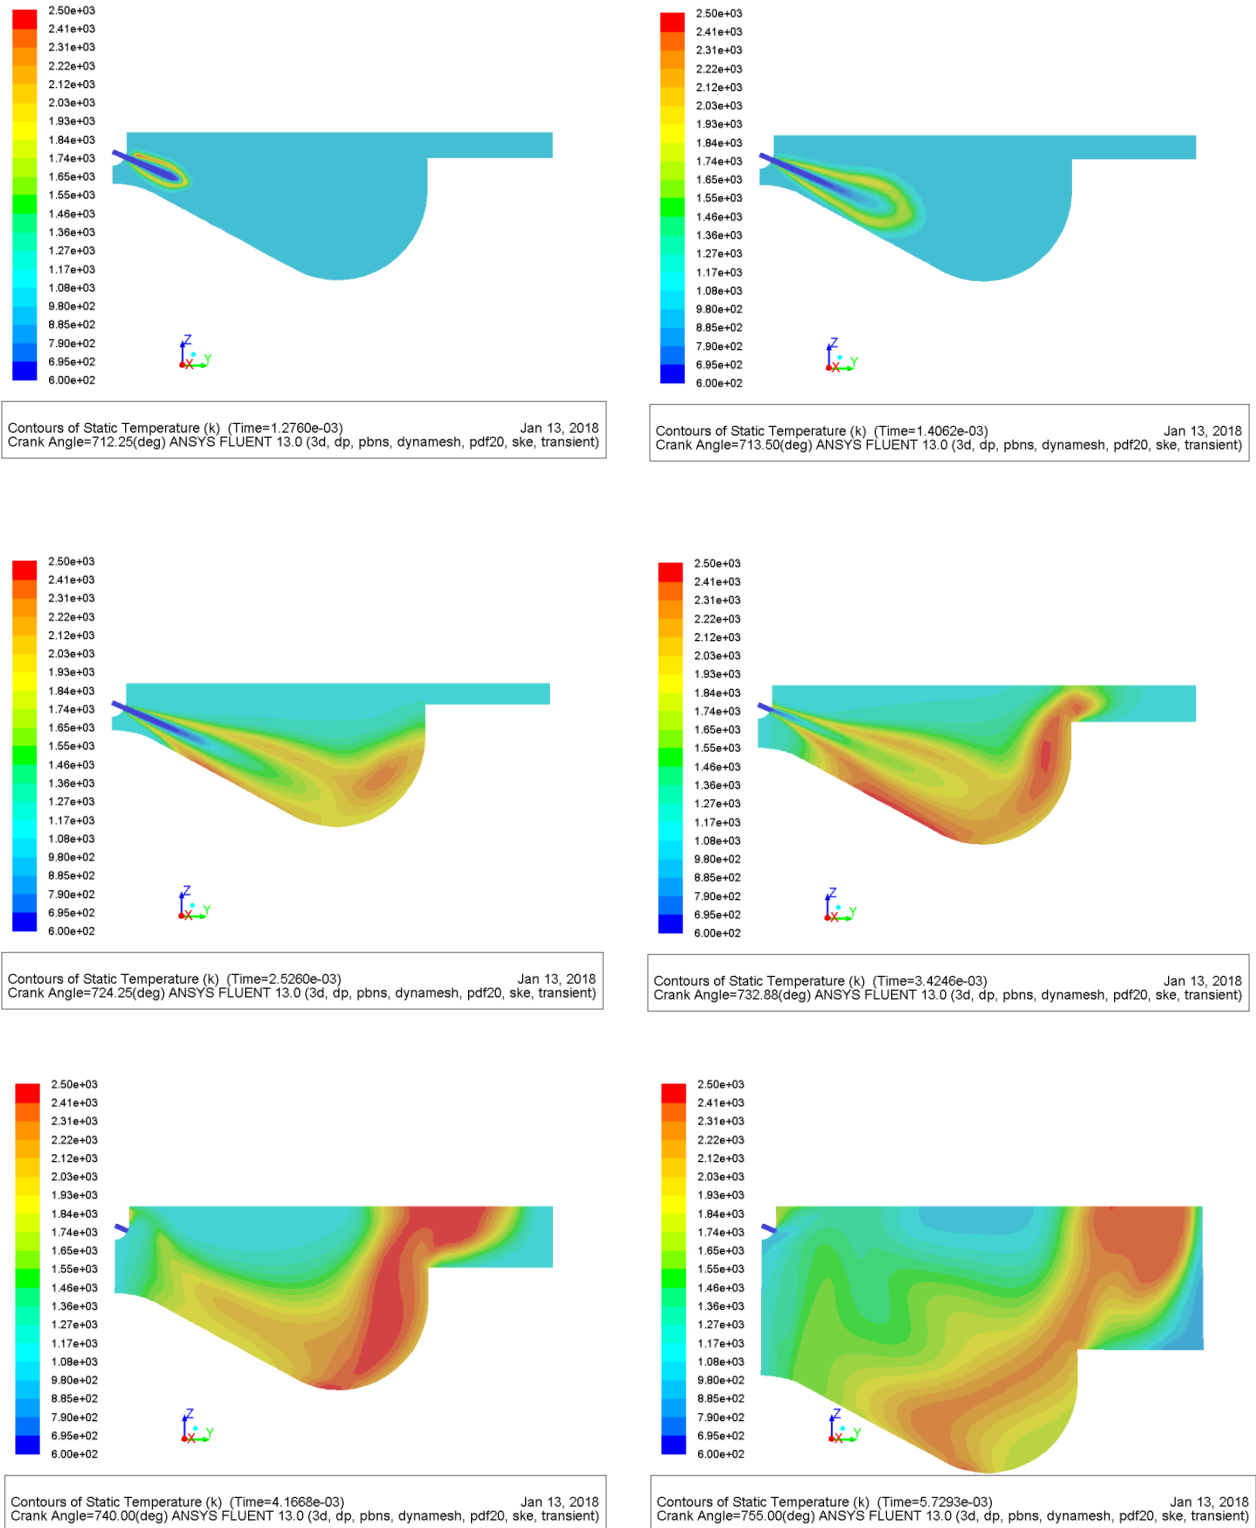 2.50e+03
2.41e+03
2.31e+03
2.22e+03
2.12e+03
2.03e+03
1.93e+03
1.84e+03
1.74e+03
1.65e+03
1.55e+03
1.46e+03
1.36e+03
1.27e+03
1.17e+03
1.08e+03
9.80e+02
8.85e+02
7.90e+02
6.95e+02
6.00e+02
Z
X Y
Contours of Static Temperature (k) (Time=1.2760e-03) Jan 13, 2018
Crank Angle=712.25(deg) ANSYS FLUENT 13.0 (3d, dp, pbns, dynamesh, pdf20, ske, transient)
2.50e+03
2.41e+03
2.31e+03
2.22e+03
2.12e+03
2.03e+03
1.93e+03
1.84e+03
1.74e+03
1.65e+03
1.55e+03
1.46e+03
1.36e+03
1.27e+03
1.17e+03
1.08e+03
9.80e+02
8.85e+02
7.90e+02
6.95e+02
6.00e+02
Z
X Y
Contours of Static Temperature (k) (Time=1.4062e-03) Jan 13, 2018
Crank Angle=713.50(deg) ANSYS FLUENT 13.0 (3d, dp, pbns, dynamesh, pdf20, ske, transient)
2.50e+03
2.41e+03
2.31e+03
2.22e+03
2.12e+03
2.03e+03
1.93e+03
1.84e+03
1.74e+03
1.65e+03
1.55e+03
1.46e+03
1.36e+03
1.27e+03
1.17e+03
1.08e+03
9.80e+02
8.85e+02
7.90e+02
6.95e+02
6.00e+02
Z
X Y
Contours of Static Temperature (k) (Time=2.5260e-03) Jan 13, 2018
Crank Angle=724.25(deg) ANSYS FLUENT 13.0 (3d, dp, pbns, dynamesh, pdf20, ske, transient)
2.50e+03
2.41e+03
2.31e+03
2.22e+03
2.12e+03
2.03e+03
1.93e+03
1.84e+03
1.74e+03
1.65e+03
1.55e+03
1.46e+03
1.36e+03
1.27e+03
1.17e+03
1.08e+03
9.80e+02
8.85e+02
7.90e+02
6.95e+02
6.00e+02
Z
X Y
Contours of Static Temperature (k) (Time=3.4246e-03) Jan 13, 2018
Crank Angle=732.88(deg) ANSYS FLUENT 13.0 (3d, dp, pbns, dynamesh, pdf20, ske, transient)
2.50e+03
2.41e+03
2.31e+03
2.22e+03
2.12e+03
2.03e+03
1.93e+03
1.84e+03
1.74e+03
1.65e+03
1.55e+03
1.46e+03
1.36e+03
1.27e+03
1.17e+03
1.08e+03
9.80e+02
8.85e+02
7.90e+02
6.95e+02
6.00e+02
Z
X Y
Contours of Static Temperature (k) (Time=4.1668e-03) Jan 13, 2018
Crank Angle=740.00(deg) ANSYS FLUENT 13.0 (3d, dp, pbns, dynamesh, pdf20, ske, transient)
2.50e+03
2.41e+03
2.31e+03
2.22e+03
2.12e+03
2.03e+03
1.93e+03
1.84e+03
1.74e+03
1.65e+03
1.55e+03
1.46e+03
1.36e+03
1.27e+03
1.17e+03
1.08e+03
9.80e+02
8.85e+02
7.90e+02
6.95e+02
6.00e+02
Z
X Y
Contours of Static Temperature (k) (Time=5.7293e-03) Jan 13, 2018
Crank Angle=755.00(deg) ANSYS FLUENT 13.0 (3d, dp, pbns, dynamesh, pdf20, ske, transient)